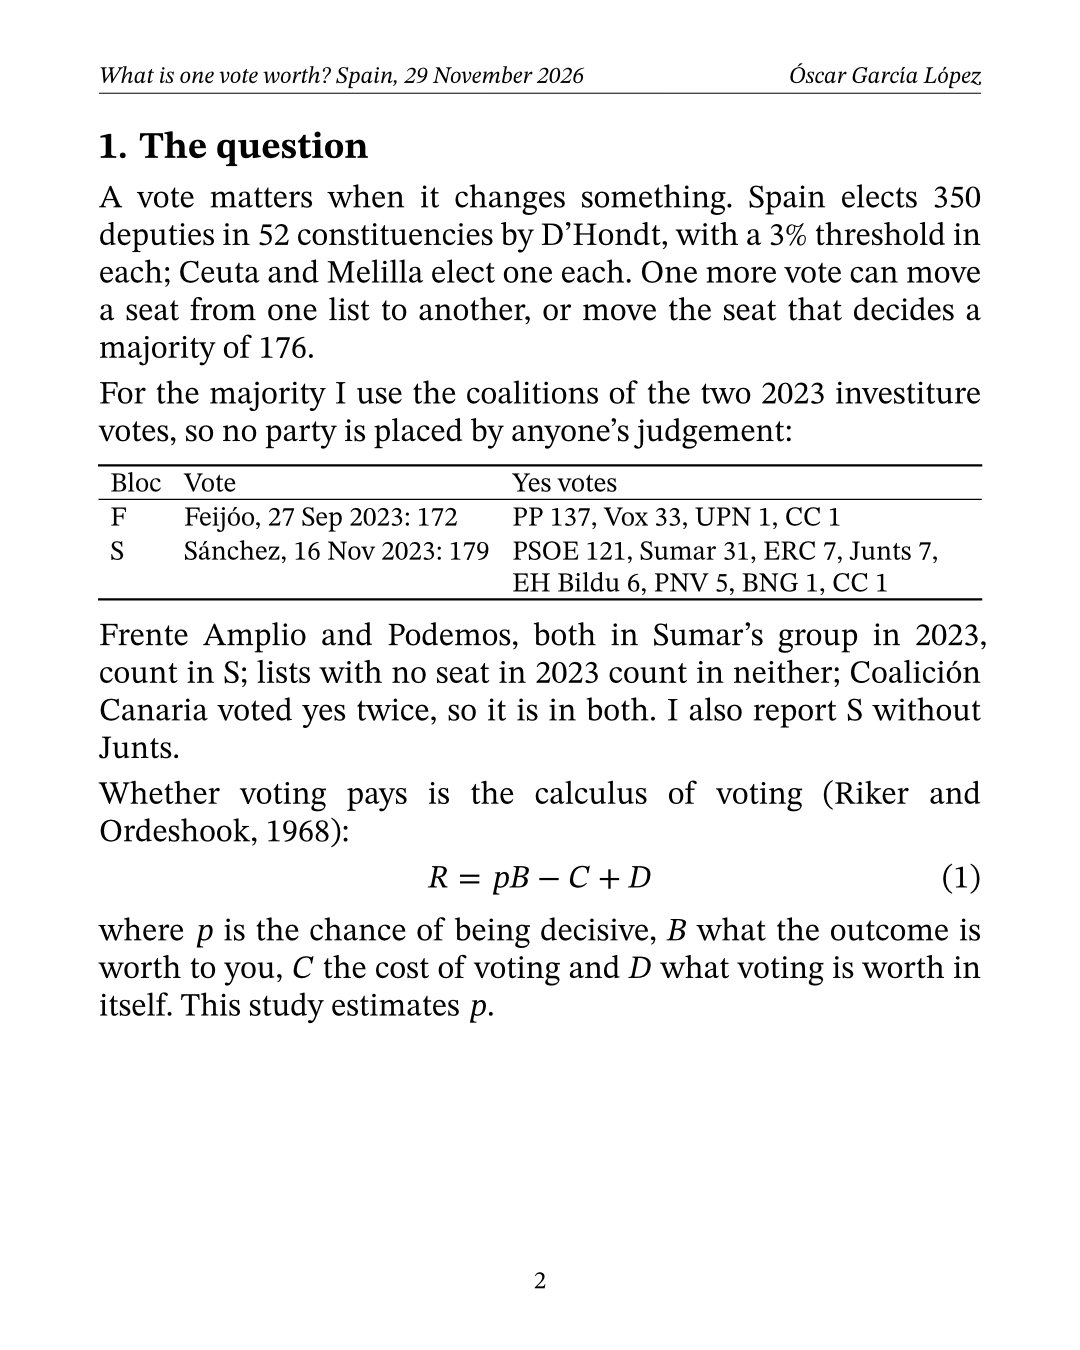 What is one vote worth? Spain, 29 November 2026 Óscar García López
1. The question
A vote matters when it changes something. Spain elects 350
deputies in 52 constituencies by D’Hondt, with a 3% threshold in
each; Ceuta and Melilla elect one each. One more vote can move
a seat from one list to another, or move the seat that decides a
majority of 176.
For the majority I use the coalitions of the two 2023 investiture
votes, so no party is placed by anyone’s judgement:
Bloc Vote Yes votes
F Feijóo, 27 Sep 2023: 172 PP 137, Vox 33, UPN 1, CC 1
S Sánchez, 16 Nov 2023: 179 PSOE 121, Sumar 31, ERC 7, Junts 7,
EH Bildu 6, PNV 5, BNG 1, CC 1
Frente Amplio and Podemos, both in Sumar’s group in 2023,
count in S; lists with no seat in 2023 count in neither; Coalición
Canaria voted yes twice, so it is in both. I also report S without
Junts.
Whether voting pays is the calculus of voting (Riker and
Ordeshook, 1968):
R = pB − C + D (1)
where p is the chance of being decisive, B what the outcome is
worth to you, C the cost of voting and D what voting is worth in
itself. This study estimates p.
2